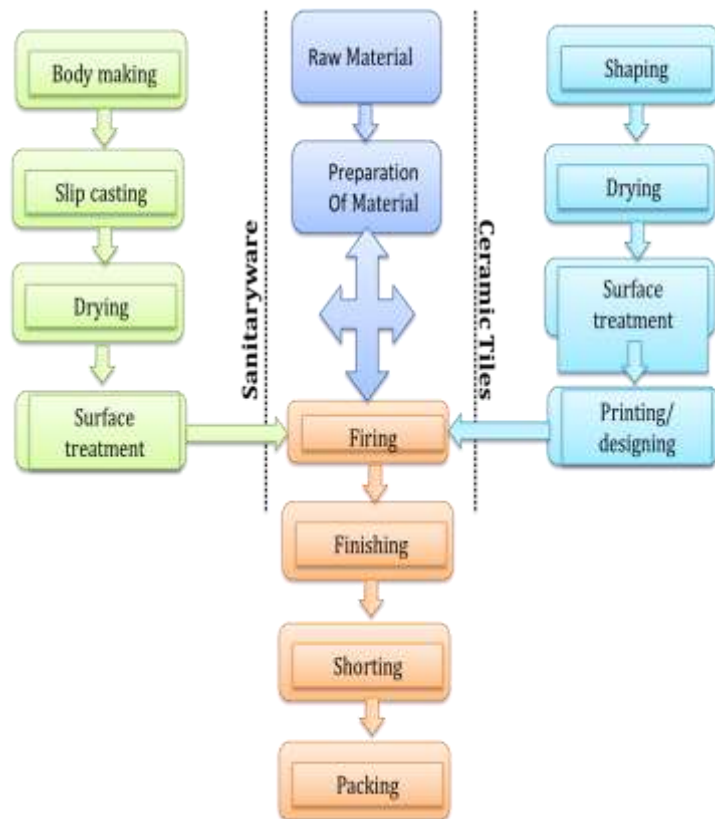 Body making
Slip casting
Drying
Surface
treatment
Sanitaryware
Raw Material
Preparation
Of Material
Ceramic Tiles
Shaping
Drying
Surface
treatment
Printing/
designing
Firing
Finishing
Shorting
Packing